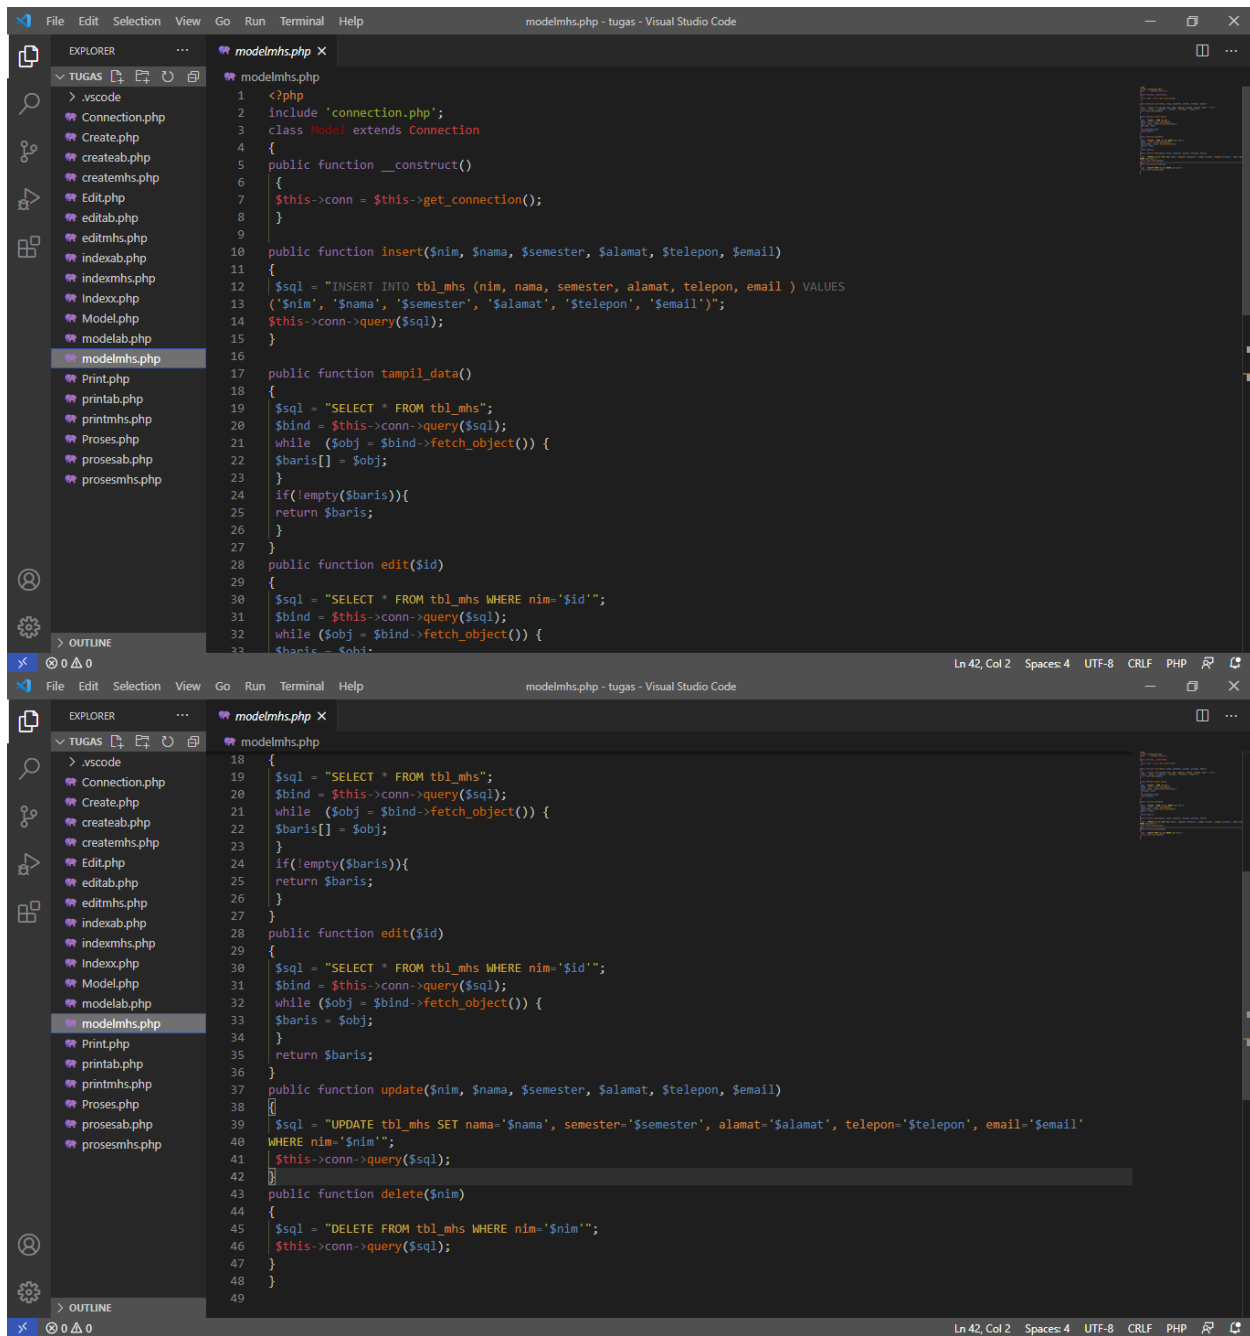 File Edit Selection View Go Run Terminal Help modelmhs.php - tugas - Visual Studio Code
EXPLORER
modelmhs.php
TUGAS
modelmhs.php
.vscode
Connection.php
Create.php
createab.php
createmhs.php
Edit.php
editab.php
editmhs.php
indexab.php
indexmhs.php
Indexx.php
Model.php
modelab.php
modelmhs.php
Print.php
printab.php
printmhs.php
Proses.php
prosesab.php
prosesmhs.php
OUTLINE
1 <?php
2 include 'connection.php';
3 class Model extends Connection
4 {
5 public function __construct()
6 {
7 $this->conn = $this->get_connection();
8 }
9
10 public function insert($nim, $nama, $semester, $alamat, $telepon, $email)
11 {
12 $sql = "INSERT INTO tbl_mhs (nim, nama, semester, alamat, telepon, email ) VALUES
13 ('$nim', '$nama', '$semester', '$alamat', '$telepon', '$email')";
14 $this->conn->query($sql);
15 }
16
17 public function tampil_data()
18 {
19 $sql = "SELECT * FROM tbl_mhs";
20 $bind = $this->conn->query($sql);
21 while ($obj = $bind->fetch_object()) {
22 $baris[] = $obj;
23 }
24 if(!empty($baris)){
25 return $baris;
26 }
27 }
28 public function edit($id)
29 {
30 $sql = "SELECT * FROM tbl_mhs WHERE nim='$id'";
31 $bind = $this->conn->query($sql);
32 while ($obj = $bind->fetch_object()) {
33 $baris = $obj;
0 0 Ln 42, Col 2 Spaces: 4 UTF-8 CRLF PHP
File Edit Selection View Go Run Terminal Help modelmhs.php - tugas - Visual Studio Code
EXPLORER
modelmhs.php
TUGAS
modelmhs.php
.vscode
Connection.php
Create.php
createab.php
createmhs.php
Edit.php
editab.php
editmhs.php
indexab.php
indexmhs.php
Indexx.php
Model.php
modelab.php
modelmhs.php
Print.php
printab.php
printmhs.php
Proses.php
prosesab.php
prosesmhs.php
OUTLINE
18 {
19 $sql = "SELECT * FROM tbl_mhs";
20 $bind = $this->conn->query($sql);
21 while ($obj = $bind->fetch_object()) {
22 $baris[] = $obj;
23 }
24 if(!empty($baris)){
25 return $baris;
26 }
27 }
28 public function edit($id)
29 {
30 $sql = "SELECT * FROM tbl_mhs WHERE nim='$id'";
31 $bind = $this->conn->query($sql);
32 while ($obj = $bind->fetch_object()) {
33 $baris = $obj;
34 }
35 return $baris;
36 }
37 public function update($nim, $nama, $semester, $alamat, $telepon, $email)
38 {
39 $sql = "UPDATE tbl_mhs SET nama='$nama', semester='$semester', alamat='$alamat', telepon='$telepon', email='$email'
40 WHERE nim='$nim'";
41 $this->conn->query($sql);
42 }
43 public function delete($nim)
44 {
45 $sql = "DELETE FROM tbl_mhs WHERE nim='$nim'";
46 $this->conn->query($sql);
47 }
48 }
49
0 0 Ln 42, Col 2 Spaces: 4 UTF-8 CRLF PHP